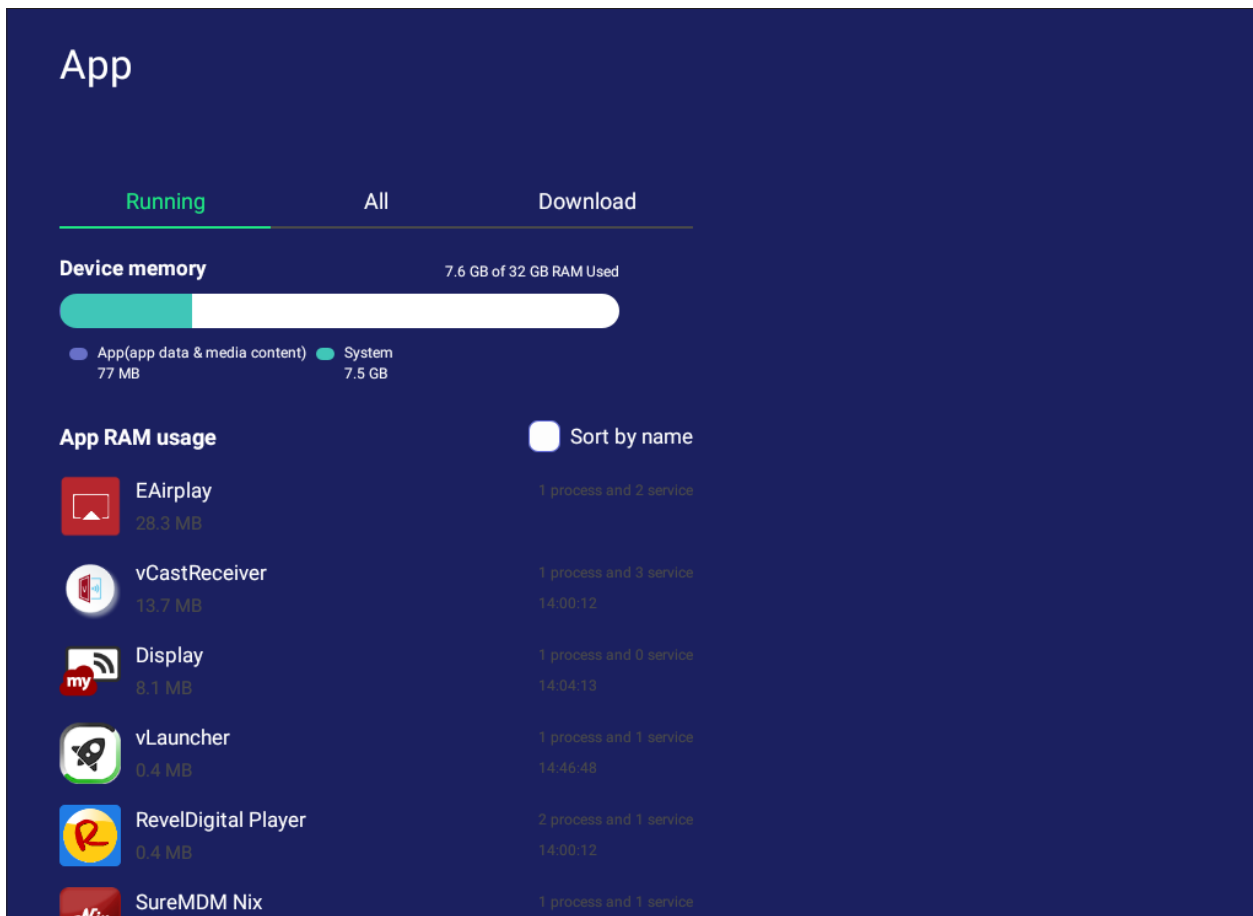 App
Running All Download
Device memory 7.6 GB of 32 GB RAM Used
App(app data & media content) System
77 MB 7.5 GB
App RAM usage Sort by name
EAirplay 1 process and 2 service
28.3 MB
vCastReceiver 1 process and 3 service
13.7 MB 14:00:12
Display 1 process and 0 service
my 8.1 MB 14:04:13
vLauncher 1 process and 1 service
0.4 MB 14:46:48
RevelDigital Player 2 process and 1 service
R 0.4 MB 14:00:12
SureMDM Nix 1 process and 1 service
Nix